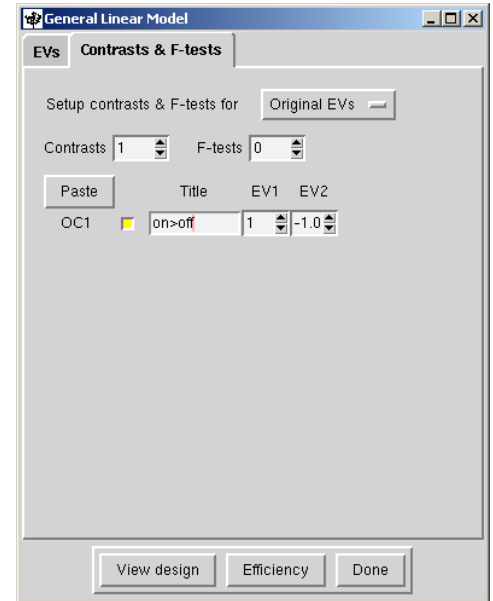 General Linear Model
EVs Contrasts & F-tests
Setup contrasts & F-tests for Original EVs
Contrasts 1 F-tests 0
Paste Title EV1 EV2
OC1 on>off 1 -1.0
View design Efficiency Done